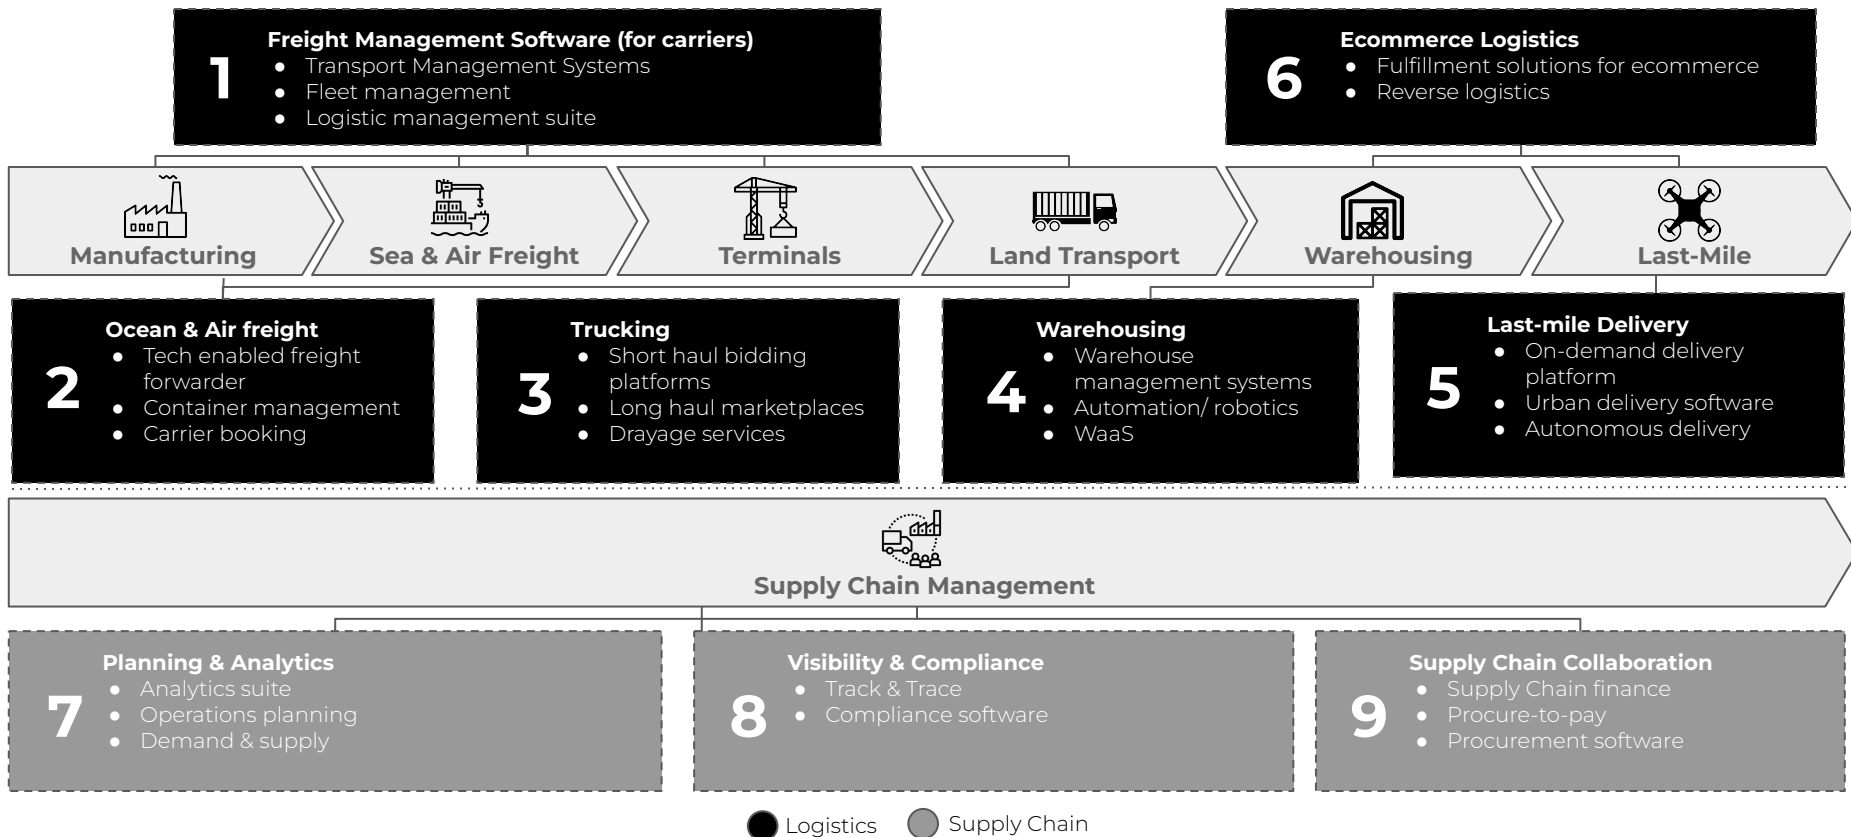 1
Freight Management Software (for carriers)
● Transport Management Systems
● Fleet management
● Logistic management suite
6
Ecommerce Logistics
● Fulfillment solutions for ecommerce
● Reverse logistics
Manufacturing
Sea & Air Freight
Terminals
Land Transport
Warehousing
Last-Mile
2
Ocean & Air freight
● Tech enabled freight
forwarder
● Container management
● Carrier booking
3
Trucking
● Short haul bidding
platforms
● Long haul marketplaces
● Drayage services
4
Warehousing
● Warehouse
management systems
● Automation/ robotics
● WaaS
5
Last-mile Delivery
● On-demand delivery
platform
● Urban delivery software
● Autonomous delivery
Supply Chain Management
7
Planning & Analytics
● Analytics suite
● Operations planning
● Demand & supply
8
Visibility & Compliance
● Track & Trace
● Compliance software
9
Supply Chain Collaboration
● Supply Chain finance
● Procure-to-pay
● Procurement software
Logistics
Supply Chain